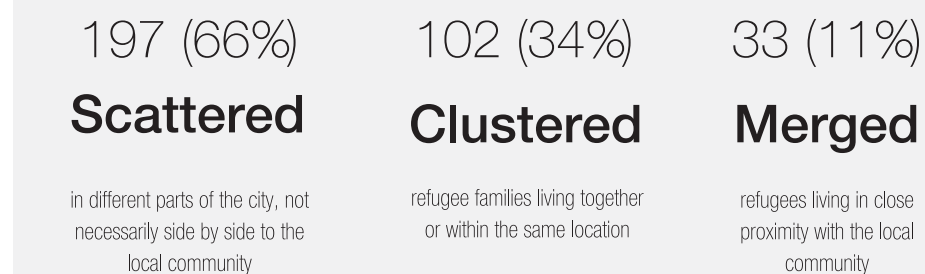 197 (66%)
Scattered
in different parts of the city, not
necessarily side by side to the
local community
102 (34%)
Clustered
refugee families living together
or within the same location
33 (11%)
Merged
refugees living in close
proximity with the local
community